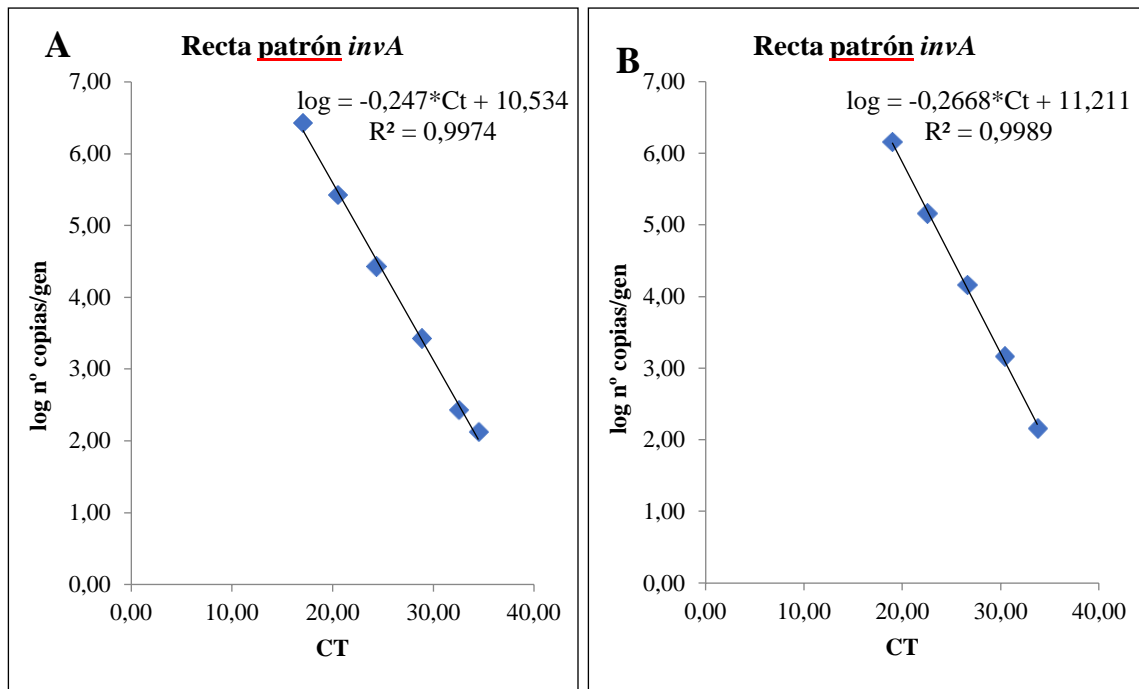 A
Recta patrón invA
log = -0,247*Ct + 10,534
R² = 0,9974
7,00
6,00
5,00
4,00
3,00
2,00
1,00
0,00
log nº copias/gen
0,00 10,00 20,00 30,00 40,00
CT
B
Recta patrón invA
log = -0,2668*Ct + 11,211
R² = 0,9989
7,00
6,00
5,00
4,00
3,00
2,00
1,00
0,00
log nº copias/gen
0,00 10,00 20,00 30,00 40,00
CT